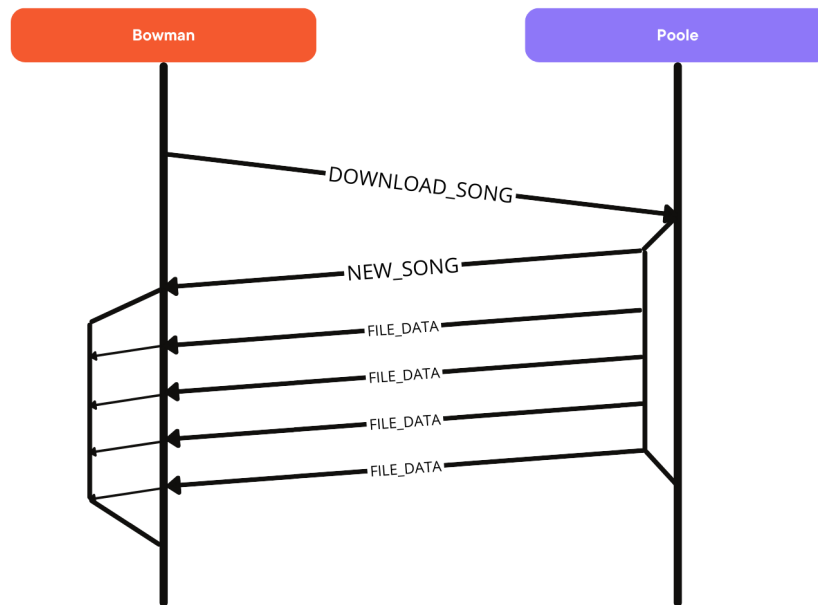 Bowman
Poole
DOWNLOAD_SONG
NEW_SONG
FILE_DATA
FILE_DATA
FILE_DATA
FILE_DATA